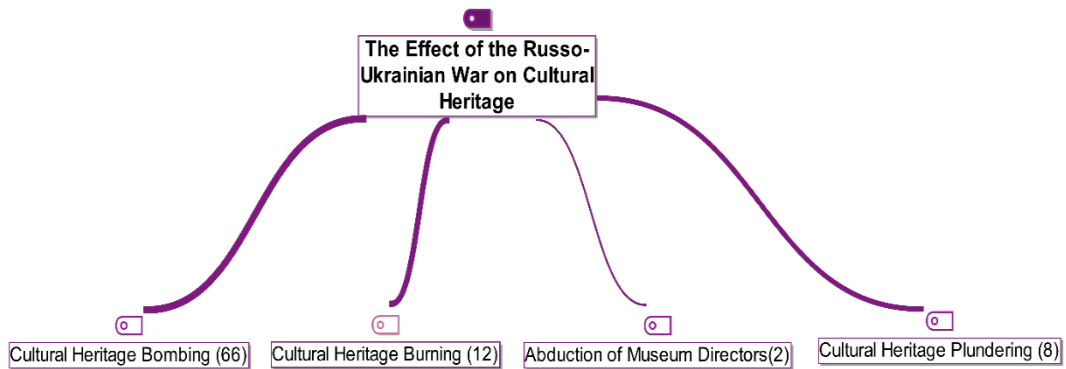 The Effect of the Russo-
Ukrainian War on Cultural
Heritage
Cultural Heritage Bombing (66)
Cultural Heritage Burning (12)
Abduction of Museum Directors(2)
Cultural Heritage Plundering (8)